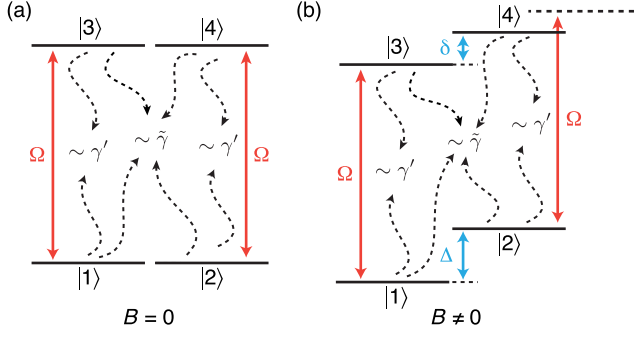 (a)
|3⟩
|4⟩
Ω
~ γ′
~ γ̃
~ γ′
Ω
|1⟩
|2⟩
B = 0
(b)
|4⟩
|3⟩
δ
Ω
~ γ′
~ γ̃
~ γ′
Ω
|2⟩
Δ
|1⟩
B ≠ 0